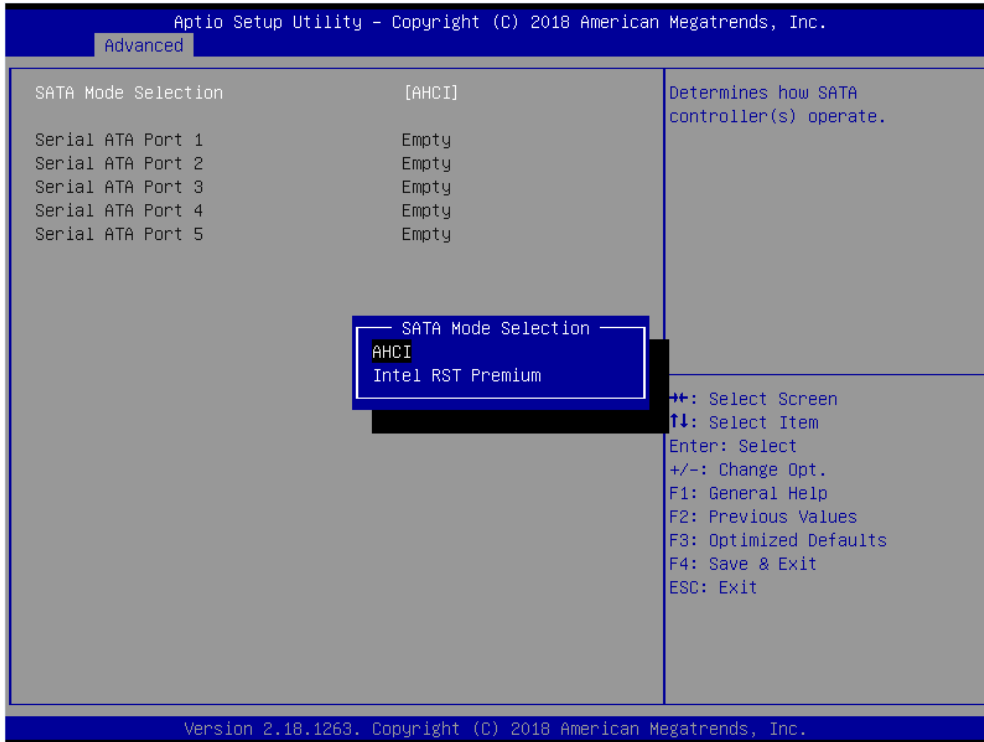 Aptio Setup Utility – Copyright (C) 2018 American Megatrends, Inc.
Advanced
SATA Mode Selection [AHCI]
Serial ATA Port 1 Empty
Serial ATA Port 2 Empty
Serial ATA Port 3 Empty
Serial ATA Port 4 Empty
Serial ATA Port 5 Empty
SATA Mode Selection
AHCI
Intel RST Premium
Determines how SATA
controller(s) operate.
→←: Select Screen
↑↓: Select Item
Enter: Select
+/-: Change Opt.
F1: General Help
F2: Previous Values
F3: Optimized Defaults
F4: Save & Exit
ESC: Exit
Version 2.18.1263. Copyright (C) 2018 American Megatrends, Inc.